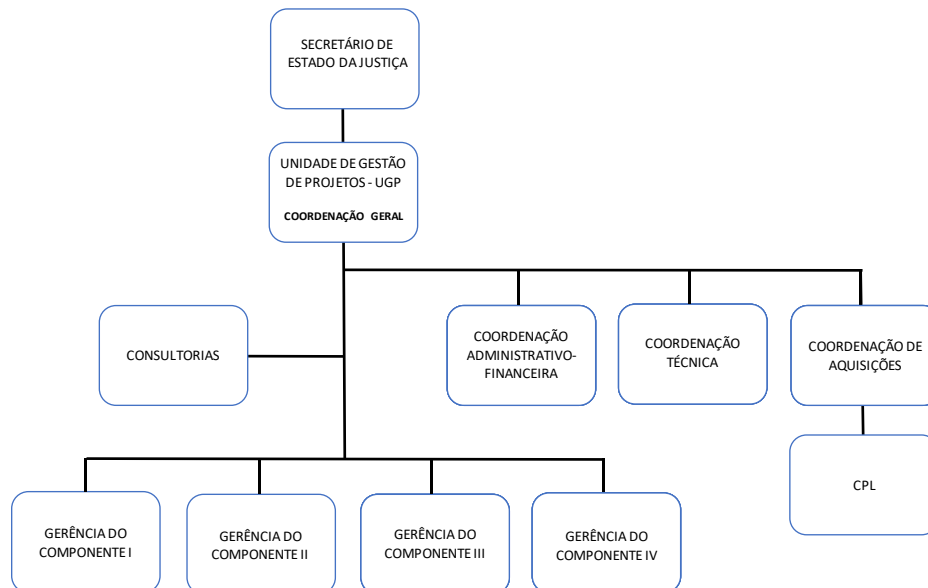 SECRETÁRIO DE
ESTADO DA JUSTIÇA
UNIDADE DE GESTÃO
DE PROJETOS - UGP
COORDENAÇÃO GERAL
CONSULTORIAS
COORDENAÇÃO
ADMINISTRATIVO-
FINANCEIRA
COORDENAÇÃO
TÉCNICA
COORDENAÇÃO DE
AQUISIÇÕES
CPL
GERÊNCIA DO
COMPONENTE I
GERÊNCIA DO
COMPONENTE II
GERÊNCIA DO
COMPONENTE III
GERÊNCIA DO
COMPONENTE IV